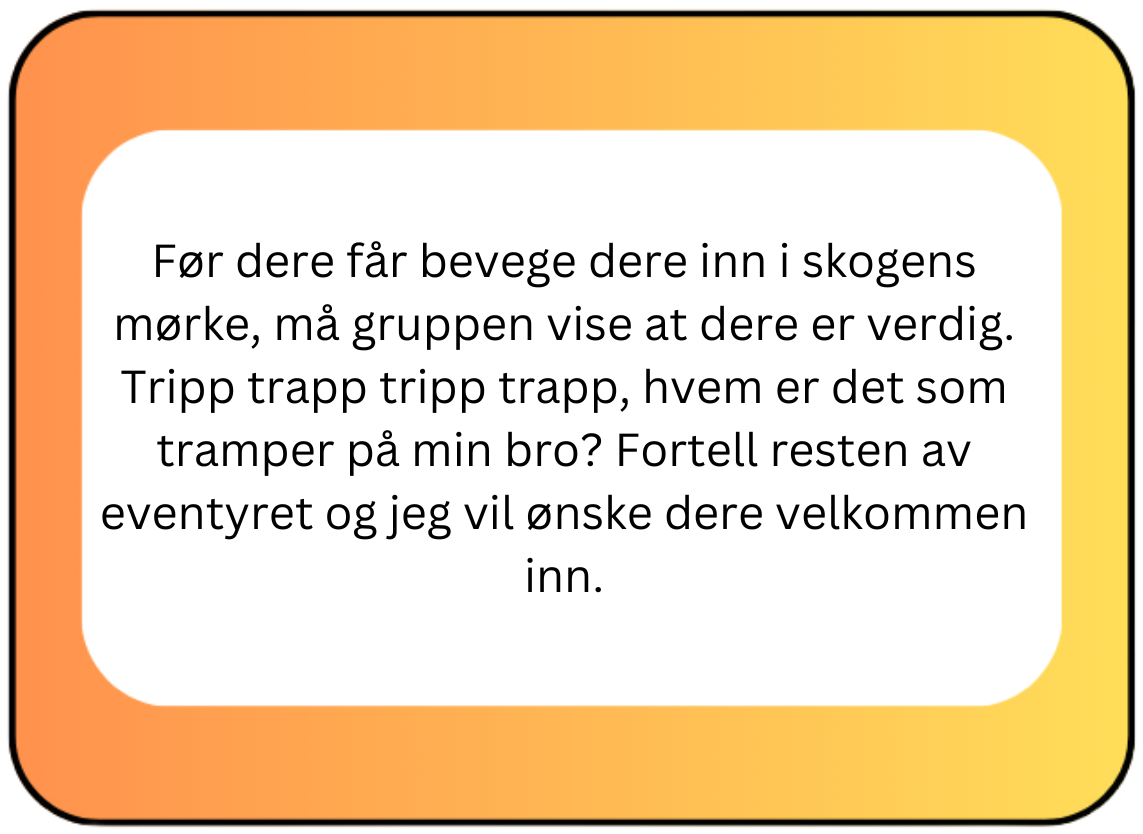 Før dere får bevege dere inn i skogens
mørke, må gruppen vise at dere er verdig.
Tripp trapp tripp trapp, hvem er det som
tramper på min bro? Fortell resten av
eventyret og jeg vil ønske dere velkommen
inn.